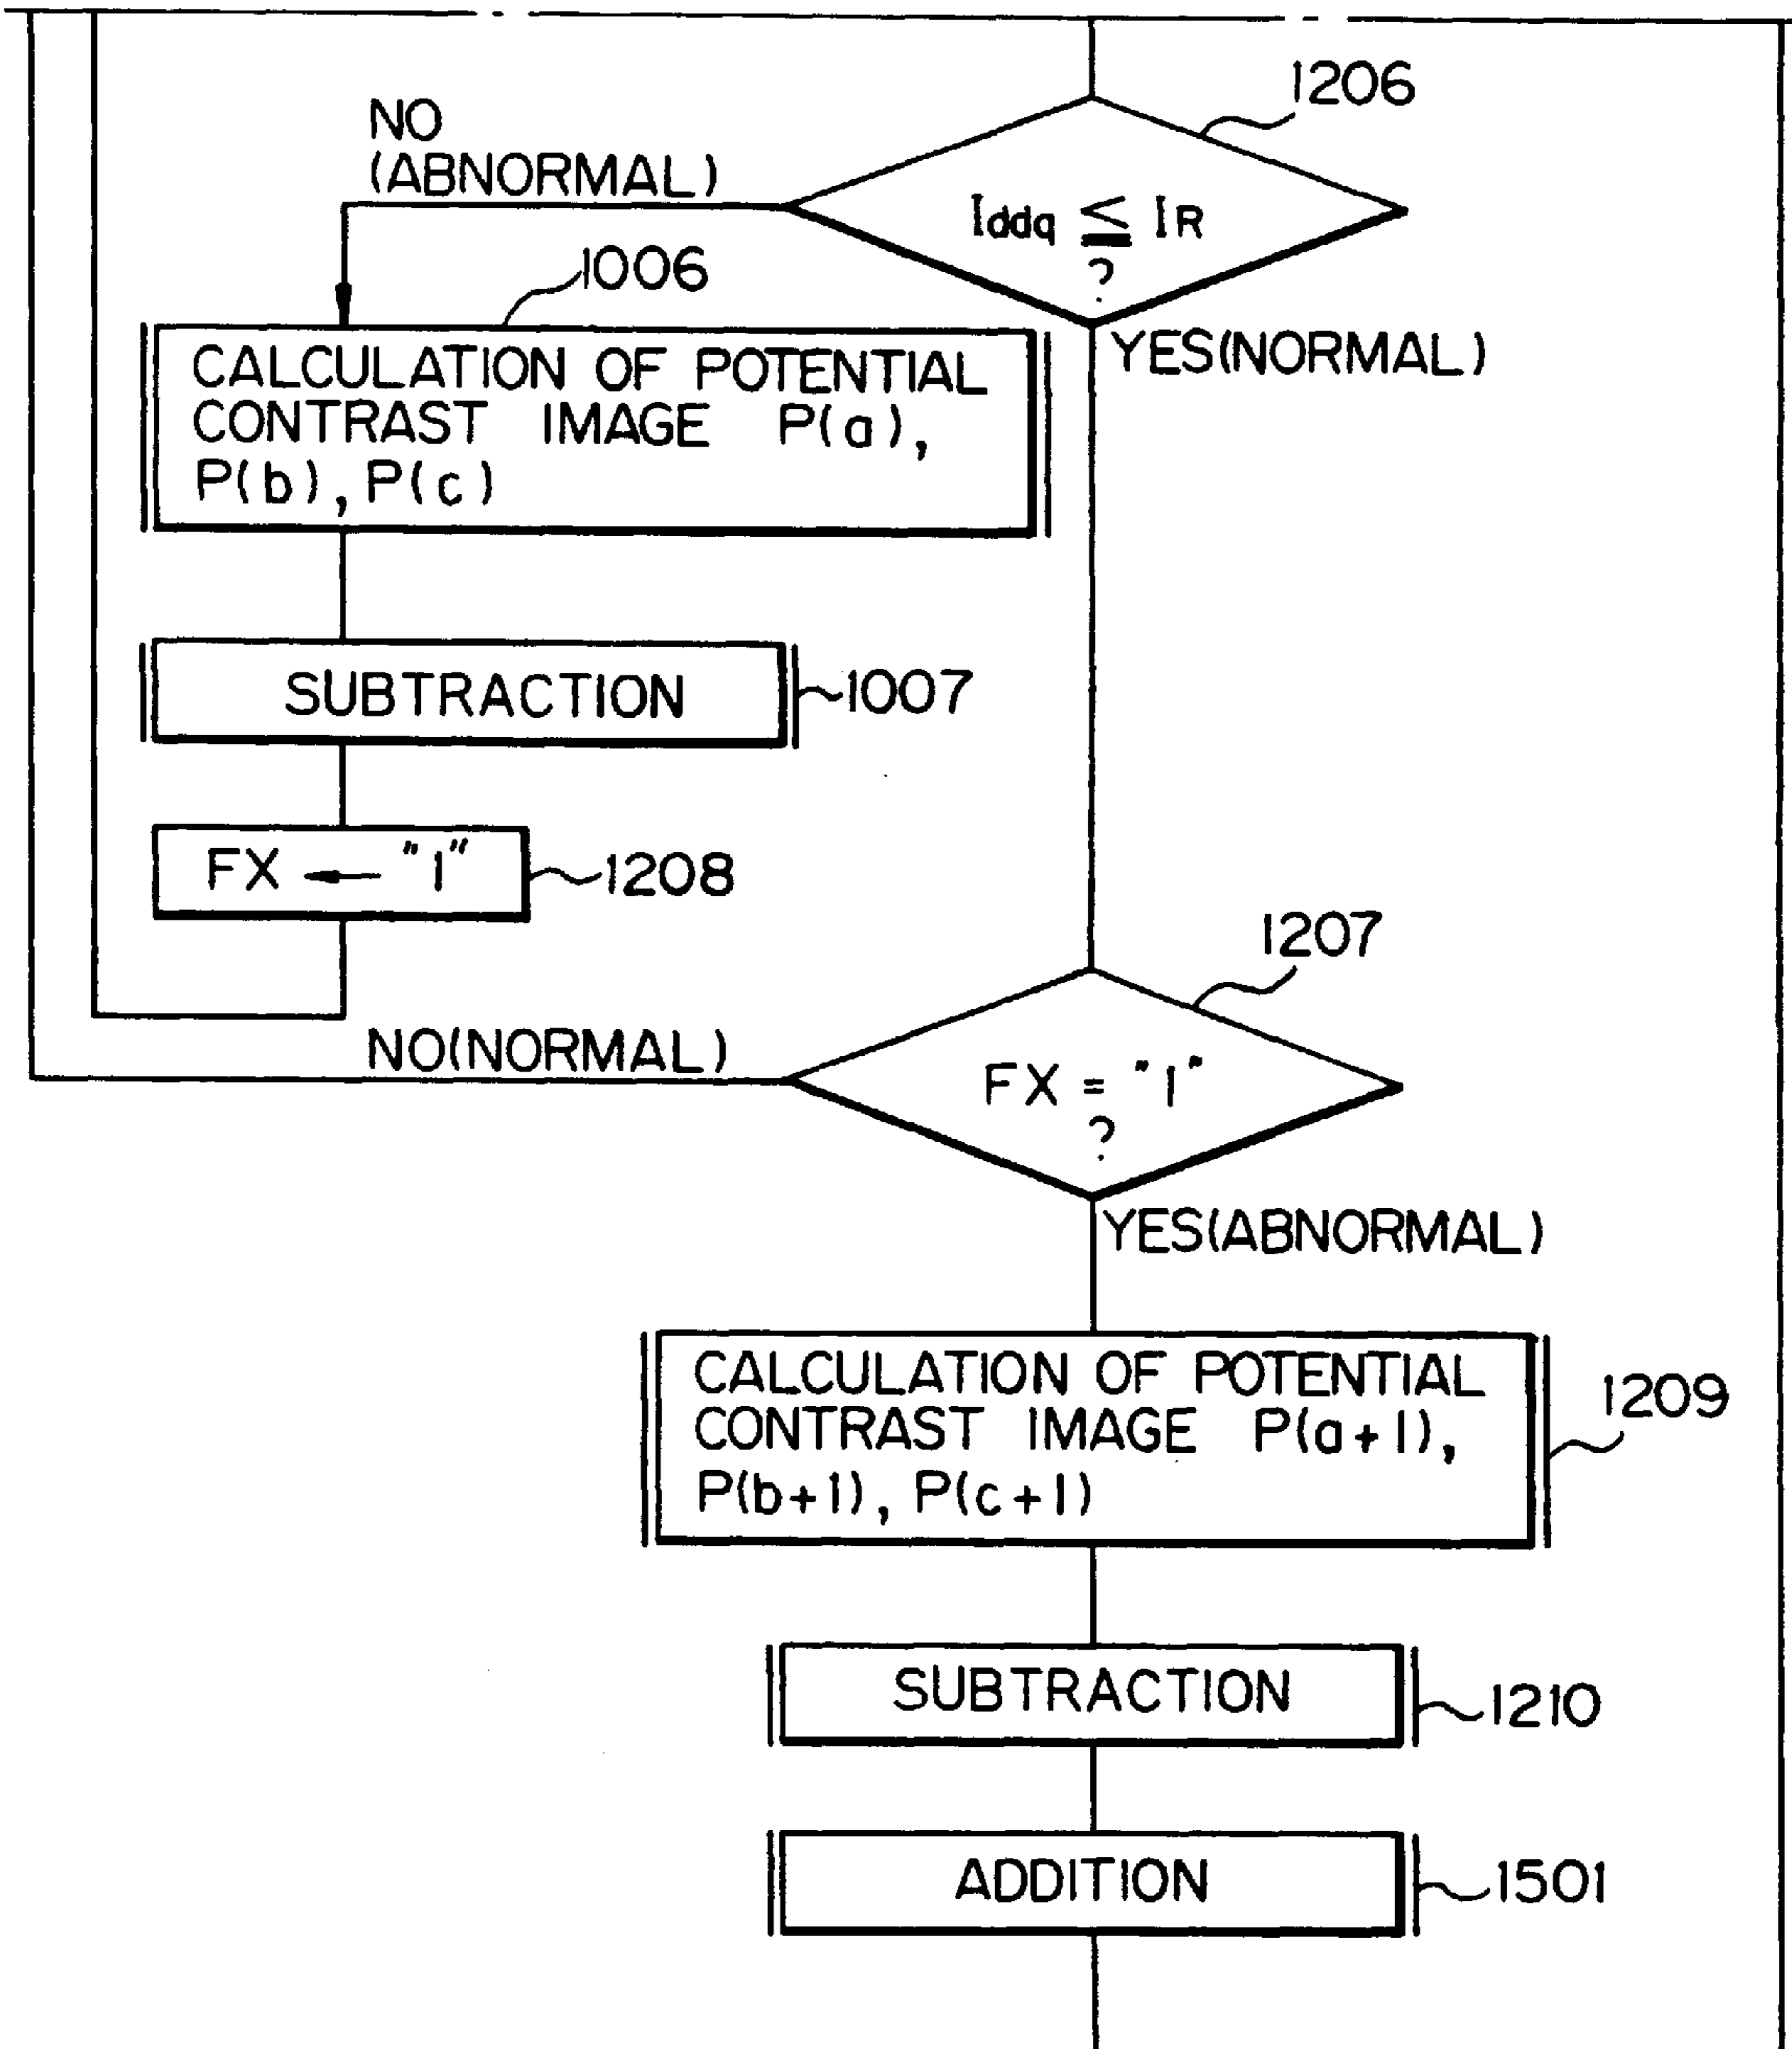 1206
NO
(ABNORMAL)
Iddq ≦ IR
?
1006
YES(NORMAL)
CALCULATION OF POTENTIAL
CONTRAST IMAGE P(a),
P(b), P(c)
SUBTRACTION
1007
FX ← "1"
1208
1207
NO(NORMAL)
FX = "1"
?
YES(ABNORMAL)
CALCULATION OF POTENTIAL
CONTRAST IMAGE P(a+1),
P(b+1), P(c+1)
1209
SUBTRACTION
1210
ADDITION
1501